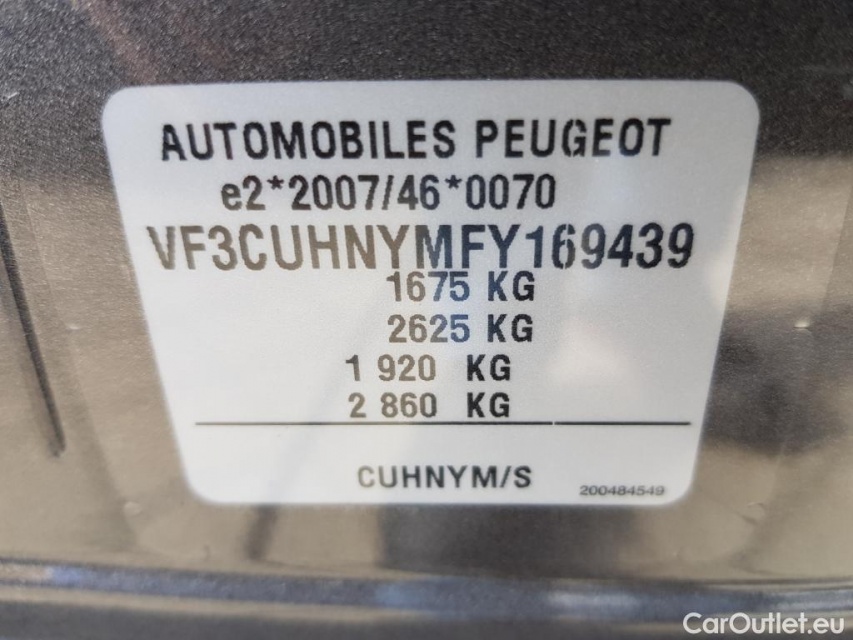 AUTOMOBILES PEUGEOT
e2*2007/46*0070
VF3CUHNYMFY169439
1675 KG
2625 KG
1 920 KG
2 860 KG
CUHNYM/S
200484549
CarOutlet.eu